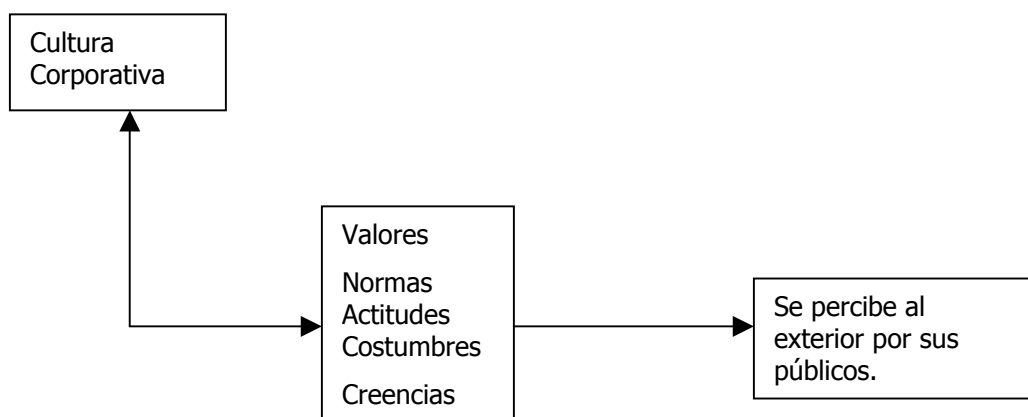 Cultura
Corporativa
Valores
Normas
Actitudes
Costumbres
Creencias
Se percibe al
exterior por sus
públicos.